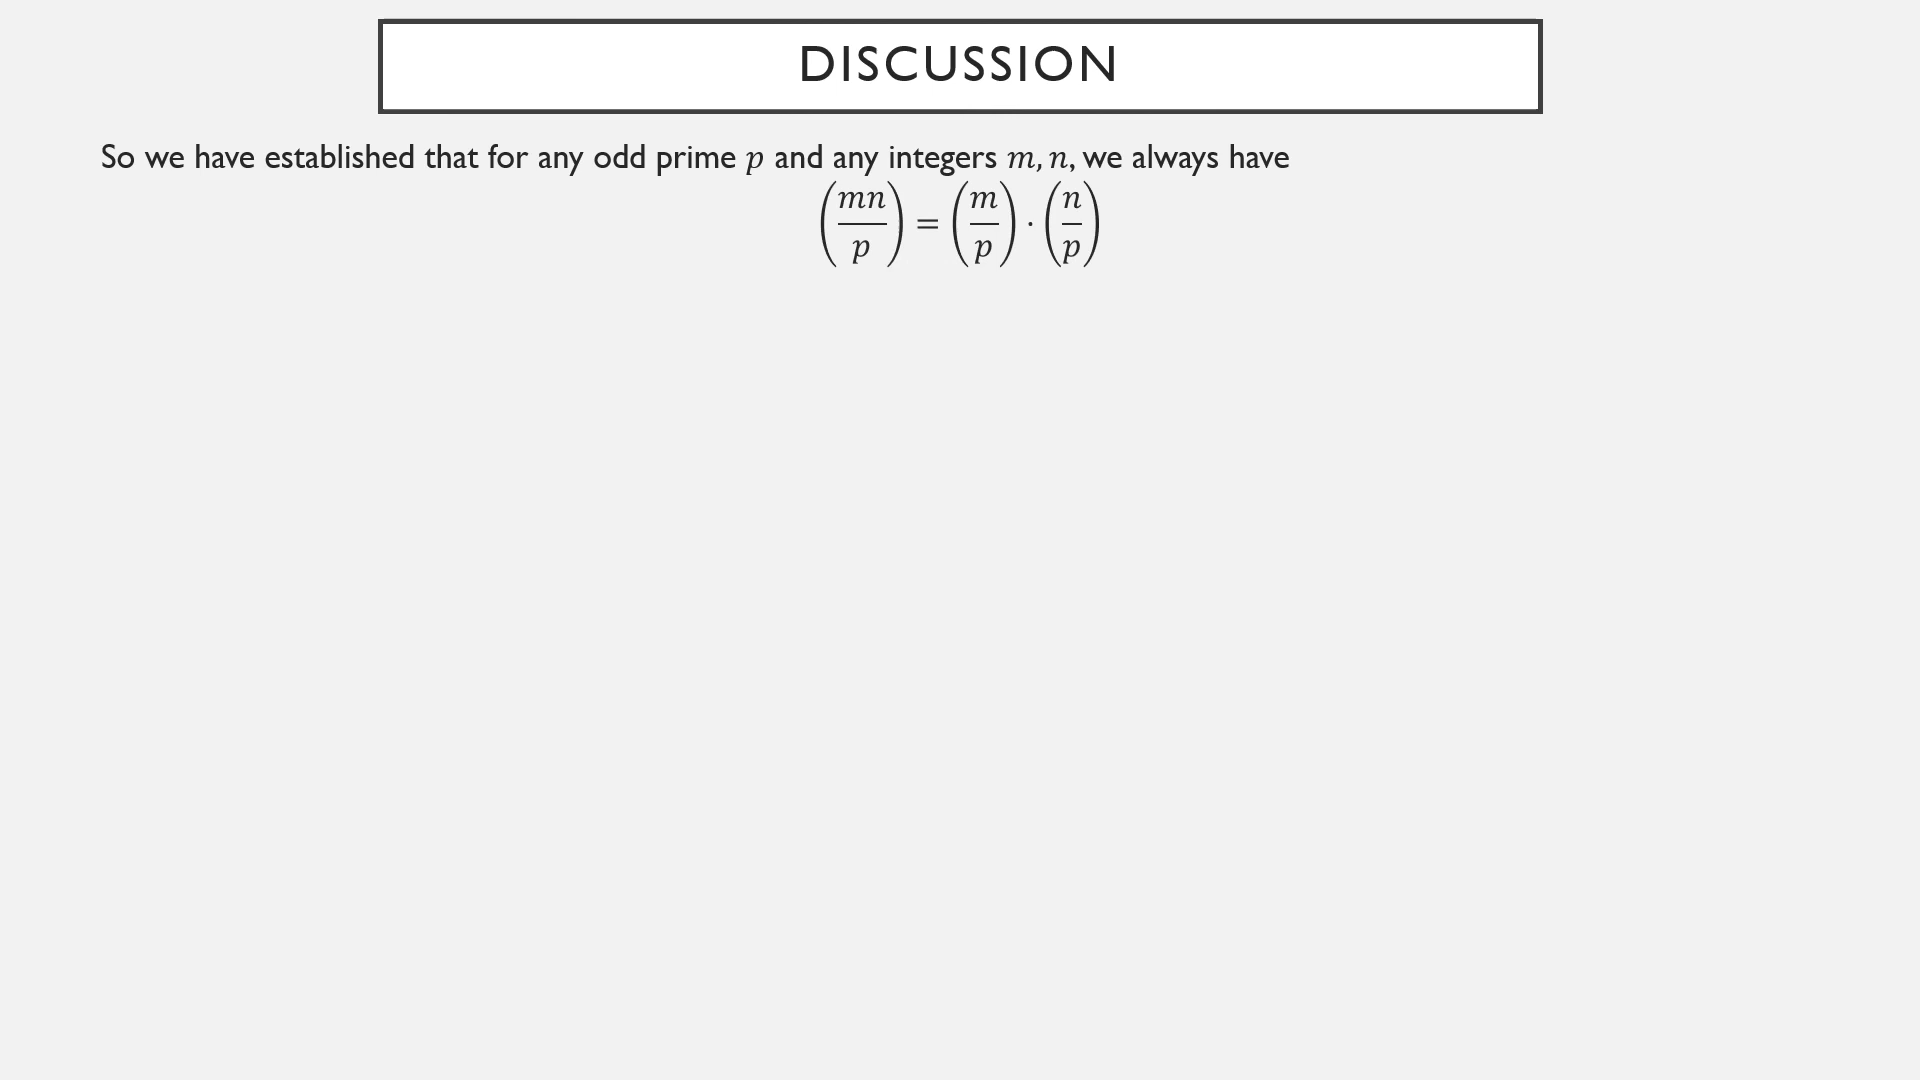 DISCUSSION
So we have established that for any odd prime p and any integers m, n, we always have
(mn/p) = (m/p) · (n/p)